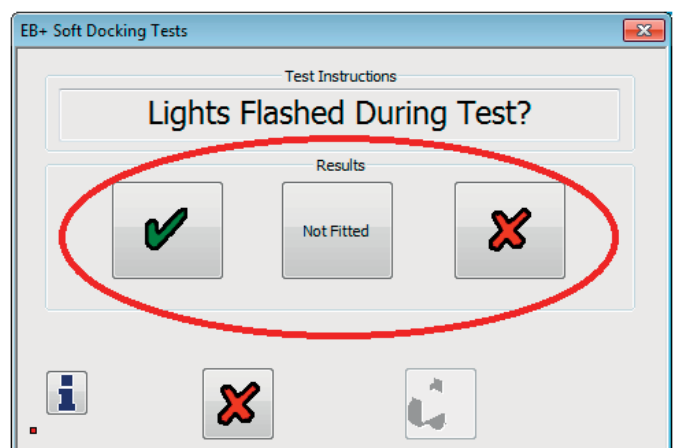 EB+ Soft Docking Tests
Test Instructions
Lights Flashed During Test?
Results
Not Fitted
i